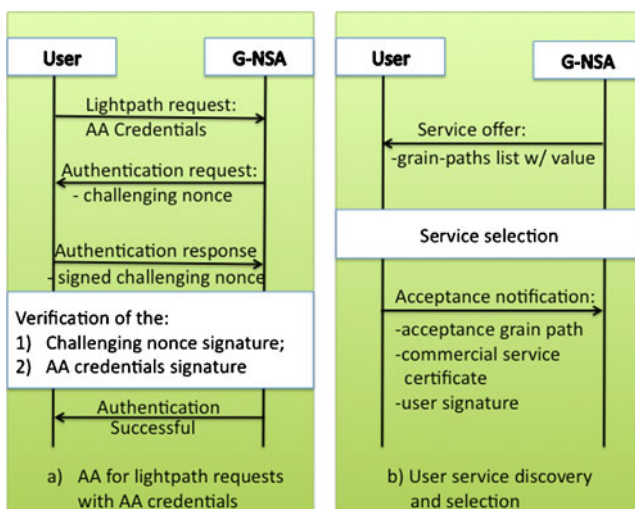 User
G-NSA
Lightpath request:
AA Credentials
Authentication request:
- challenging nonce
Authentication response
- signed challenging nonce
Verification of the:
1) Challenging nonce signature;
2) AA credentials signature
Authentication
Successful
a) AA for lightpath requests
with AA credentials
User
G-NSA
Service offer:
-grain-paths list w/ value
Service selection
Acceptance notification:
-acceptance grain path
-commercial service
certificate
-user signature
b) User service discovery
and selection